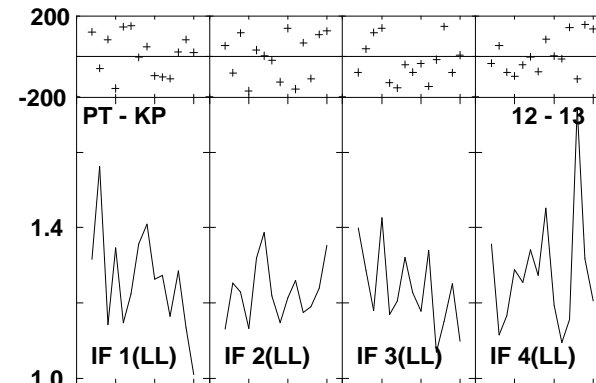 200
-200
PT - KP 12 - 13
1.4
IF 1(LL) IF 2(LL) IF 3(LL) IF 4(LL)
1.0